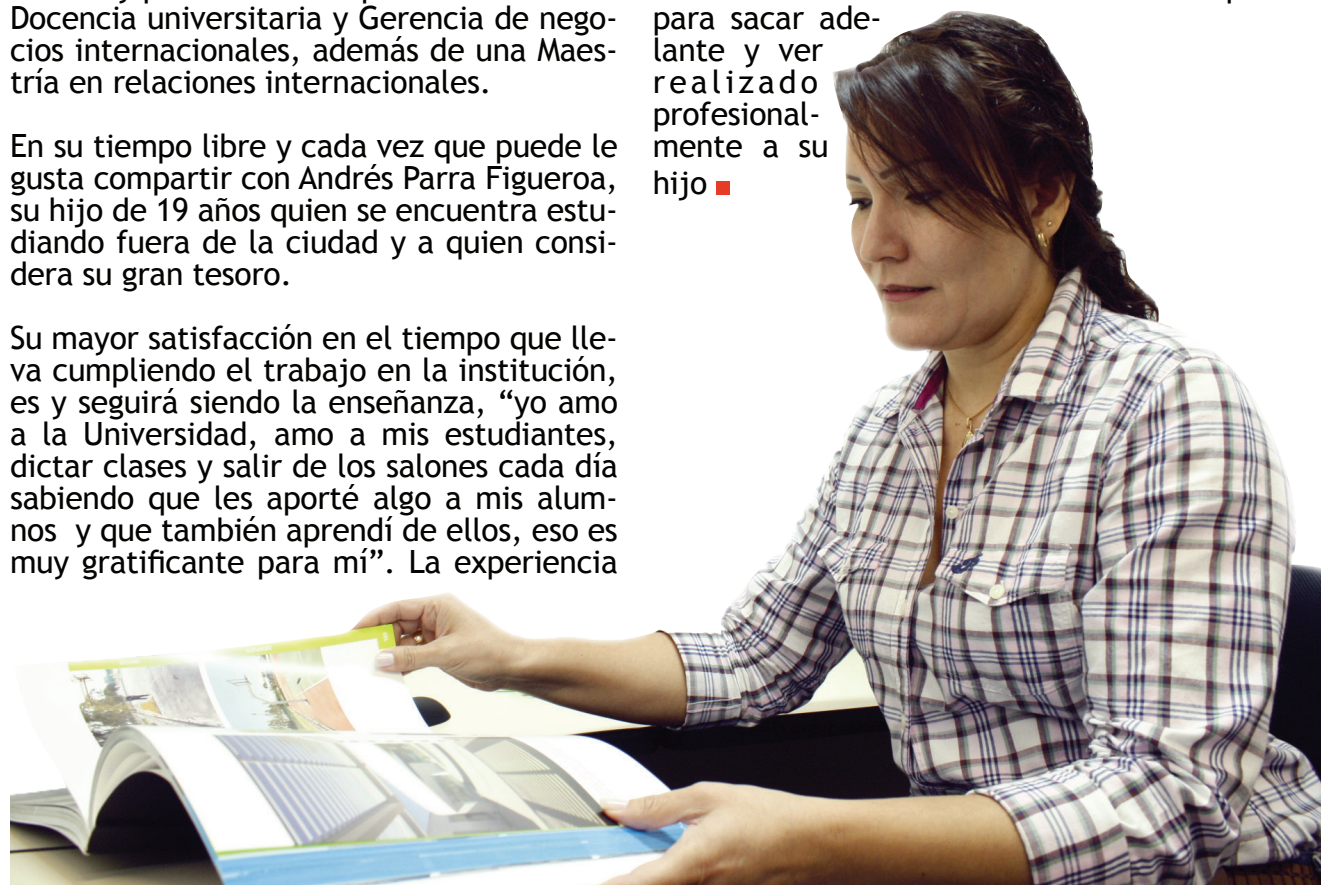 Docencia universitaria y Gerencia de nego-
cios internacionales, además de una Maes-
tría en relaciones internacionales.
En su tiempo libre y cada vez que puede le
gusta compartir con Andrés Parra Figueroa,
su hijo de 19 años quien se encuentra estu-
diando fuera de la ciudad y a quien consi-
dera su gran tesoro.
Su mayor satisfacción en el tiempo que lle-
va cumpliendo el trabajo en la institución,
es y seguirá siendo la enseñanza, “yo amo
a la Universidad, amo a mis estudiantes,
dictar clases y salir de los salones cada día
sabiendo que les aporté algo a mis alum-
nos y que también aprendí de ellos, eso es
muy gratificante para mí”. La experiencia
para sacar ade-
lante y ver
realizado
profesional-
mente a su
hijo